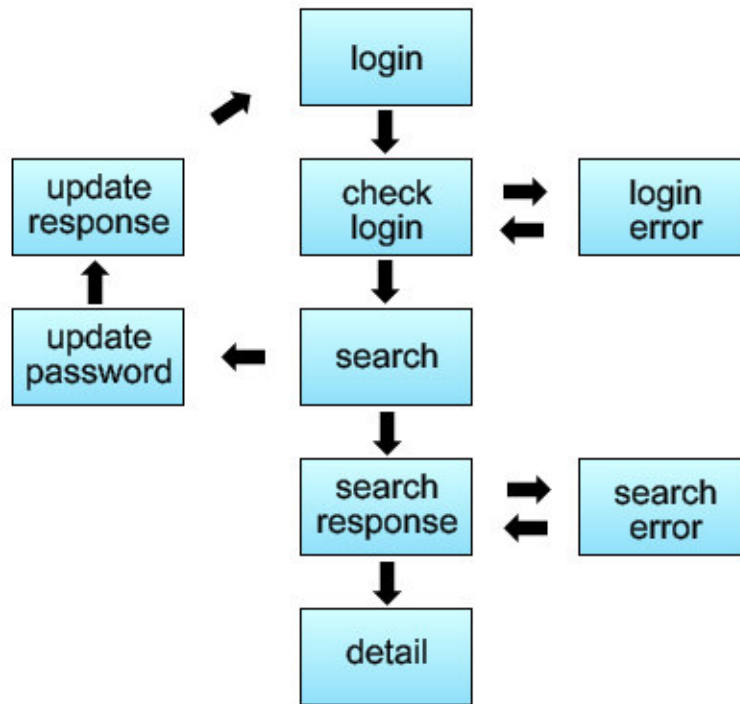 login
update
response
check
login
login
error
update
password
search
search
response
search
error
detail